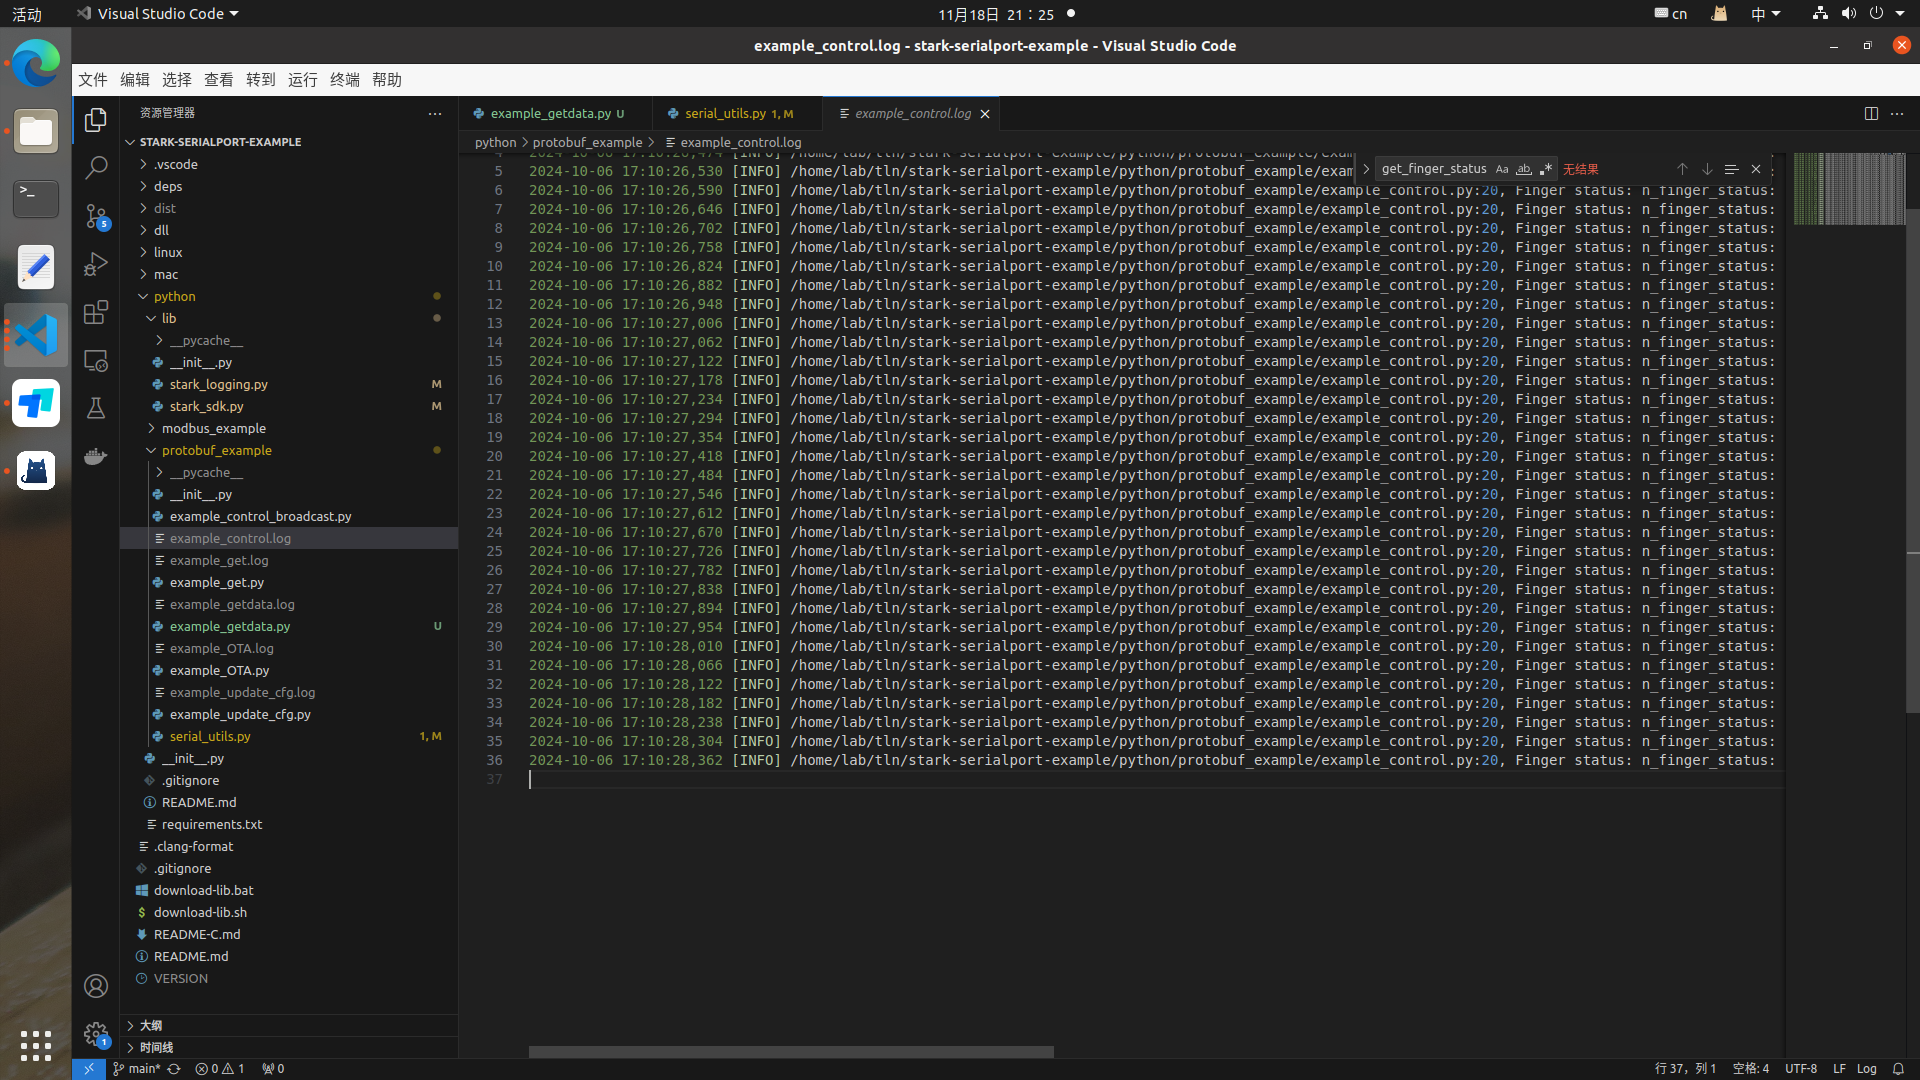 活动
Visual Studio Code
11月18日 21：25
cn
中
example_control.log - stark-serialport-example - Visual Studio Code
文件 编辑 选择 查看 转到 运行 终端 帮助
资源管理器
STARK-SERIALPORT-EXAMPLE
.vscode
deps
dist
dll
linux
mac
python
lib
__pycache__
__init__.py
stark_logging.py M
stark_sdk.py M
modbus_example
protobuf_example
__pycache__
__init__.py
example_control_broadcast.py
example_control.log
example_get.log
example_get.py
example_getdata.log
example_getdata.py U
example_OTA.log
example_OTA.py
example_update_cfg.log
example_update_cfg.py
serial_utils.py 1, M
__init__.py
.gitignore
README.md
requirements.txt
.clang-format
.gitignore
download-lib.bat
download-lib.sh
README-C.md
README.md
VERSION
大纲
时间线
5
1
example_getdata.py U
serial_utils.py 1, M
example_control.log
python > protobuf_example > example_control.log
get_finger_status Aa ab .* 无结果
4 2024-10-06 17:10:26,474 [INFO] /home/lab/tln/stark-serialport-example/python/protobuf_example/exam
5 2024-10-06 17:10:26,530 [INFO] /home/lab/tln/stark-serialport-example/python/protobuf_example/exam
6 2024-10-06 17:10:26,590 [INFO] /home/lab/tln/stark-serialport-example/python/protobuf_example/example_control.py:20, Finger status: n_finger_status:
7 2024-10-06 17:10:26,646 [INFO] /home/lab/tln/stark-serialport-example/python/protobuf_example/example_control.py:20, Finger status: n_finger_status:
8 2024-10-06 17:10:26,702 [INFO] /home/lab/tln/stark-serialport-example/python/protobuf_example/example_control.py:20, Finger status: n_finger_status:
9 2024-10-06 17:10:26,758 [INFO] /home/lab/tln/stark-serialport-example/python/protobuf_example/example_control.py:20, Finger status: n_finger_status:
10 2024-10-06 17:10:26,824 [INFO] /home/lab/tln/stark-serialport-example/python/protobuf_example/example_control.py:20, Finger status: n_finger_status:
11 2024-10-06 17:10:26,882 [INFO] /home/lab/tln/stark-serialport-example/python/protobuf_example/example_control.py:20, Finger status: n_finger_status:
12 2024-10-06 17:10:26,948 [INFO] /home/lab/tln/stark-serialport-example/python/protobuf_example/example_control.py:20, Finger status: n_finger_status:
13 2024-10-06 17:10:27,006 [INFO] /home/lab/tln/stark-serialport-example/python/protobuf_example/example_control.py:20, Finger status: n_finger_status:
14 2024-10-06 17:10:27,062 [INFO] /home/lab/tln/stark-serialport-example/python/protobuf_example/example_control.py:20, Finger status: n_finger_status:
15 2024-10-06 17:10:27,122 [INFO] /home/lab/tln/stark-serialport-example/python/protobuf_example/example_control.py:20, Finger status: n_finger_status:
16 2024-10-06 17:10:27,178 [INFO] /home/lab/tln/stark-serialport-example/python/protobuf_example/example_control.py:20, Finger status: n_finger_status:
17 2024-10-06 17:10:27,234 [INFO] /home/lab/tln/stark-serialport-example/python/protobuf_example/example_control.py:20, Finger status: n_finger_status:
18 2024-10-06 17:10:27,294 [INFO] /home/lab/tln/stark-serialport-example/python/protobuf_example/example_control.py:20, Finger status: n_finger_status:
19 2024-10-06 17:10:27,354 [INFO] /home/lab/tln/stark-serialport-example/python/protobuf_example/example_control.py:20, Finger status: n_finger_status:
20 2024-10-06 17:10:27,418 [INFO] /home/lab/tln/stark-serialport-example/python/protobuf_example/example_control.py:20, Finger status: n_finger_status:
21 2024-10-06 17:10:27,484 [INFO] /home/lab/tln/stark-serialport-example/python/protobuf_example/example_control.py:20, Finger status: n_finger_status:
22 2024-10-06 17:10:27,546 [INFO] /home/lab/tln/stark-serialport-example/python/protobuf_example/example_control.py:20, Finger status: n_finger_status:
23 2024-10-06 17:10:27,612 [INFO] /home/lab/tln/stark-serialport-example/python/protobuf_example/example_control.py:20, Finger status: n_finger_status:
24 2024-10-06 17:10:27,670 [INFO] /home/lab/tln/stark-serialport-example/python/protobuf_example/example_control.py:20, Finger status: n_finger_status:
25 2024-10-06 17:10:27,726 [INFO] /home/lab/tln/stark-serialport-example/python/protobuf_example/example_control.py:20, Finger status: n_finger_status:
26 2024-10-06 17:10:27,782 [INFO] /home/lab/tln/stark-serialport-example/python/protobuf_example/example_control.py:20, Finger status: n_finger_status:
27 2024-10-06 17:10:27,838 [INFO] /home/lab/tln/stark-serialport-example/python/protobuf_example/example_control.py:20, Finger status: n_finger_status:
28 2024-10-06 17:10:27,894 [INFO] /home/lab/tln/stark-serialport-example/python/protobuf_example/example_control.py:20, Finger status: n_finger_status:
29 2024-10-06 17:10:27,954 [INFO] /home/lab/tln/stark-serialport-example/python/protobuf_example/example_control.py:20, Finger status: n_finger_status:
30 2024-10-06 17:10:28,010 [INFO] /home/lab/tln/stark-serialport-example/python/protobuf_example/example_control.py:20, Finger status: n_finger_status:
31 2024-10-06 17:10:28,066 [INFO] /home/lab/tln/stark-serialport-example/python/protobuf_example/example_control.py:20, Finger status: n_finger_status:
32 2024-10-06 17:10:28,122 [INFO] /home/lab/tln/stark-serialport-example/python/protobuf_example/example_control.py:20, Finger status: n_finger_status:
33 2024-10-06 17:10:28,182 [INFO] /home/lab/tln/stark-serialport-example/python/protobuf_example/example_control.py:20, Finger status: n_finger_status:
34 2024-10-06 17:10:28,238 [INFO] /home/lab/tln/stark-serialport-example/python/protobuf_example/example_control.py:20, Finger status: n_finger_status:
35 2024-10-06 17:10:28,304 [INFO] /home/lab/tln/stark-serialport-example/python/protobuf_example/example_control.py:20, Finger status: n_finger_status:
36 2024-10-06 17:10:28,362 [INFO] /home/lab/tln/stark-serialport-example/python/protobuf_example/example_control.py:20, Finger status: n_finger_status:
37
main* 0 1 0
行 37，列 1 空格: 4 UTF-8 LF Log